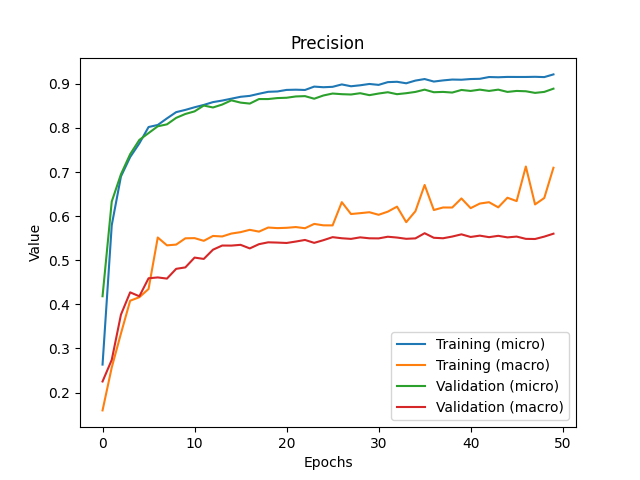 Precision
Value
0.9
0.8
0.7
0.6
0.5
0.4
0.3
0.2
Training (micro)
Training (macro)
Validation (micro)
Validation (macro)
0 10 20 30 40 50
Epochs